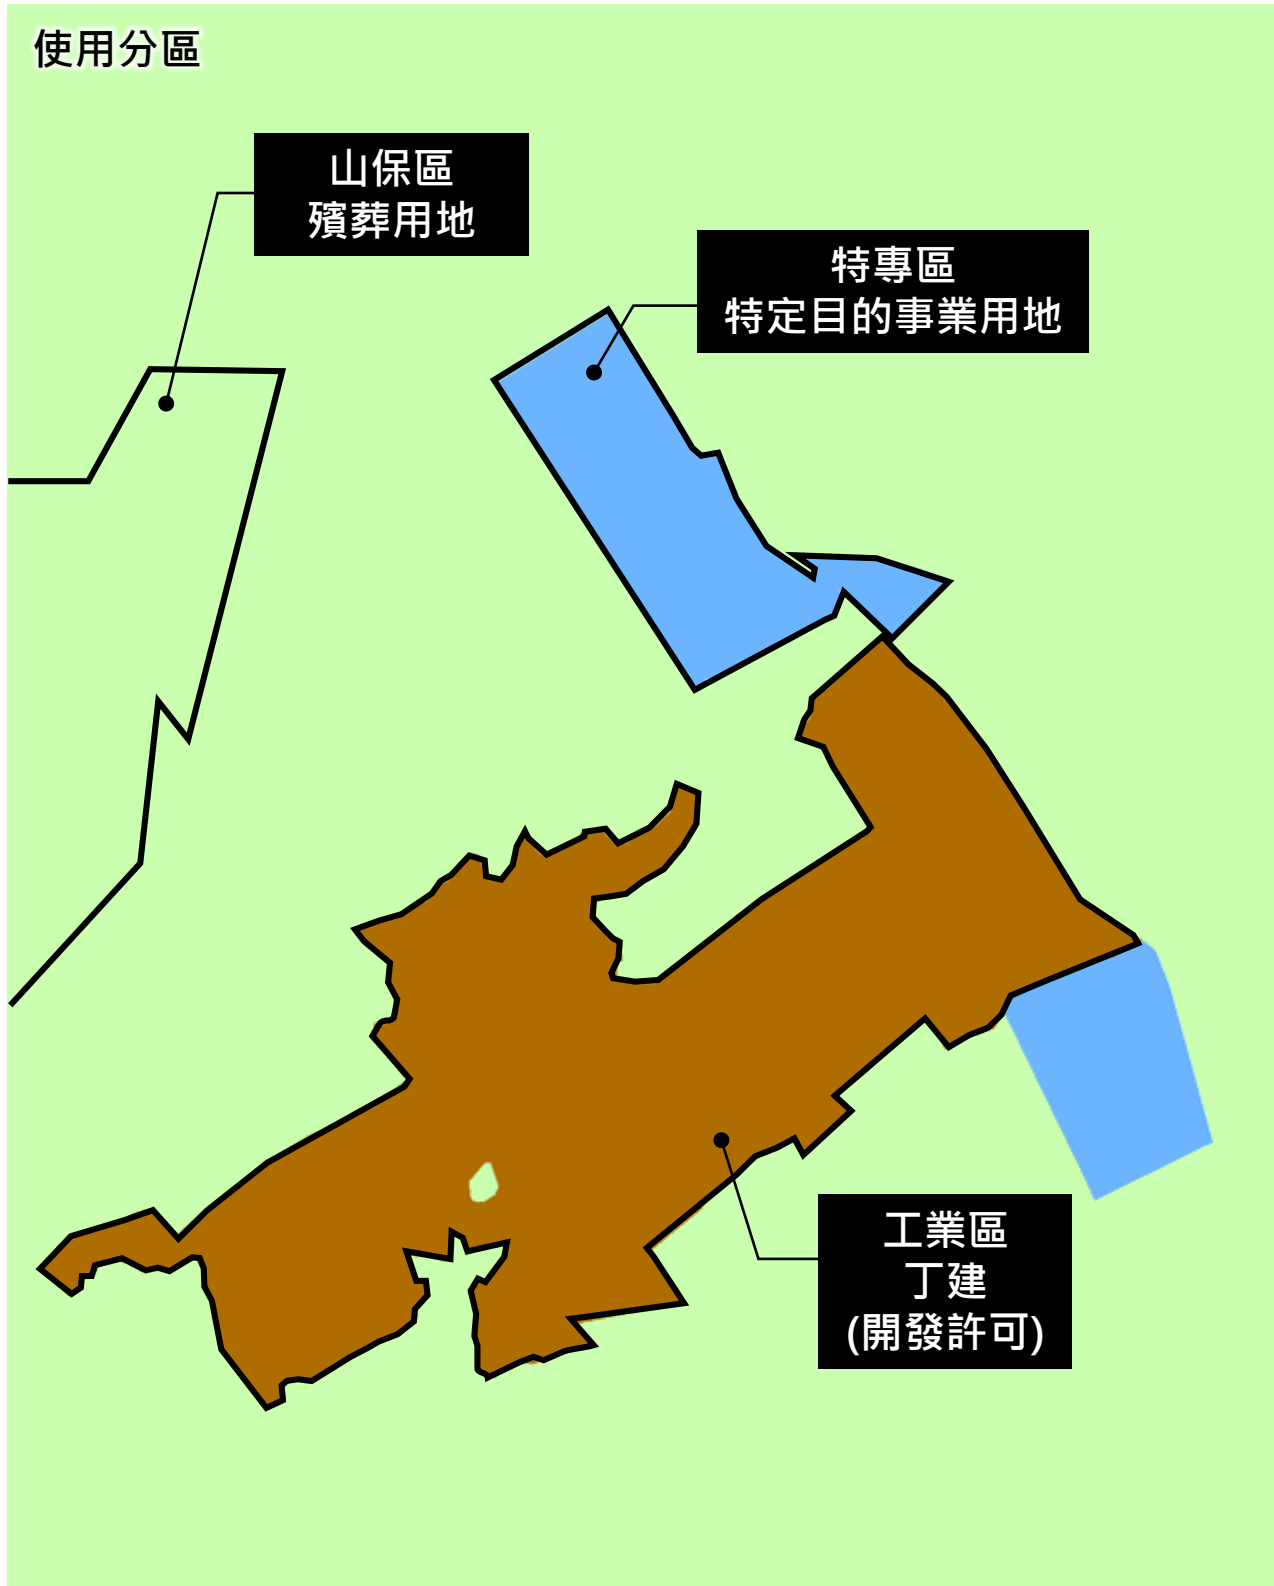 使用分區
山保區
殯葬用地
特專區
特定目的事業用地
工業區
丁建
(開發許可)